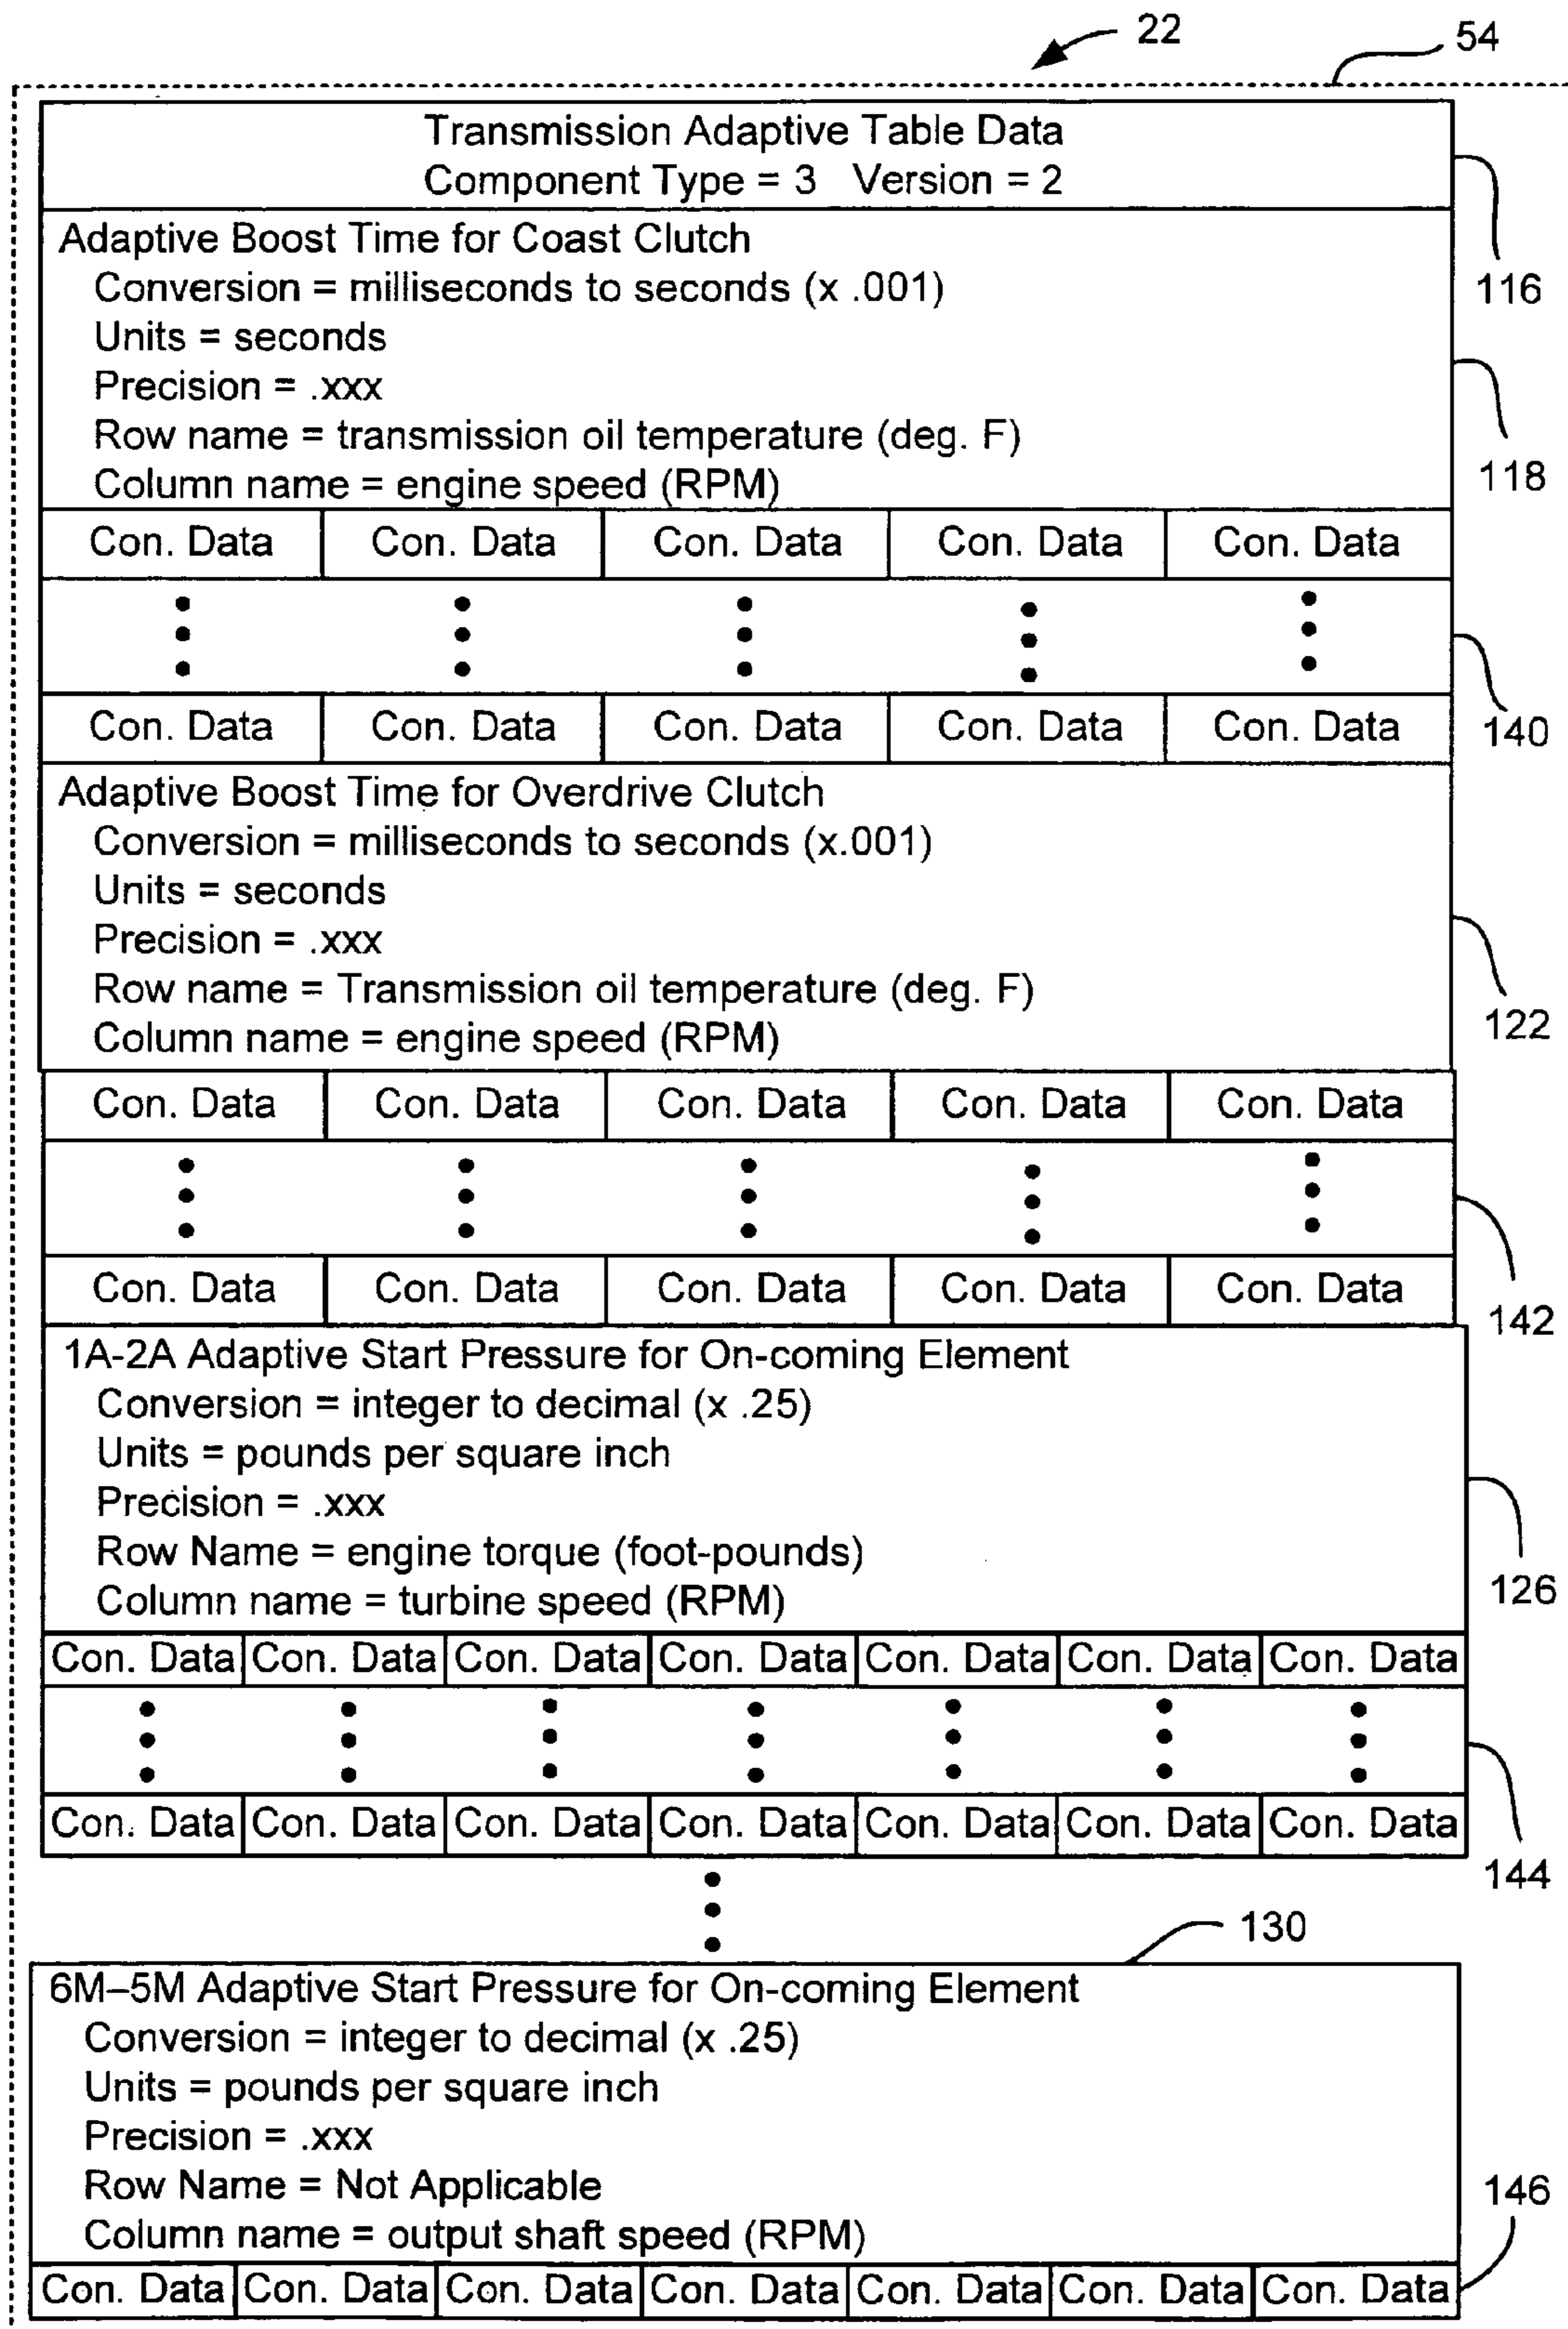 22
54
Transmission Adaptive Table Data
Component Type = 3 Version = 2
116
Adaptive Boost Time for Coast Clutch
Conversion = milliseconds to seconds (x .001)
Units = seconds
Precision = .xxx
Row name = transmission oil temperature (deg. F)
Column name = engine speed (RPM)
118
Con. Data Con. Data Con. Data Con. Data Con. Data
Con. Data Con. Data Con. Data Con. Data Con. Data
140
Adaptive Boost Time for Overdrive Clutch
Conversion = milliseconds to seconds (x.001)
Units = seconds
Precision = .xxx
Row name = Transmission oil temperature (deg. F)
Column name = engine speed (RPM)
122
Con. Data Con. Data Con. Data Con. Data Con. Data
Con. Data Con. Data Con. Data Con. Data Con. Data
142
1A-2A Adaptive Start Pressure for On-coming Element
Conversion = integer to decimal (x .25)
Units = pounds per square inch
Precision = .xxx
Row Name = engine torque (foot-pounds)
Column name = turbine speed (RPM)
126
Con. Data Con. Data Con. Data Con. Data Con. Data Con. Data Con. Data
Con. Data Con. Data Con. Data Con. Data Con. Data Con. Data Con. Data
144
130
6M–5M Adaptive Start Pressure for On-coming Element
Conversion = integer to decimal (x .25)
Units = pounds per square inch
Precision = .xxx
Row Name = Not Applicable
Column name = output shaft speed (RPM)
146
Con. Data Con. Data Con. Data Con. Data Con. Data Con. Data Con. Data